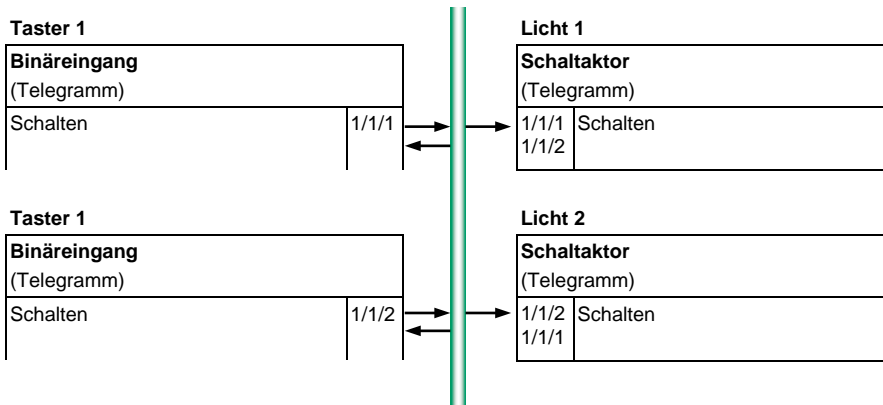 Taster 1
Binäreingang
(Telegramm)
Schalten 1/1/1
Licht 1
Schaltaktor
(Telegramm)
1/1/1 Schalten
1/1/2
Taster 1
Binäreingang
(Telegramm)
Schalten 1/1/2
Licht 2
Schaltaktor
(Telegramm)
1/1/2 Schalten
1/1/1